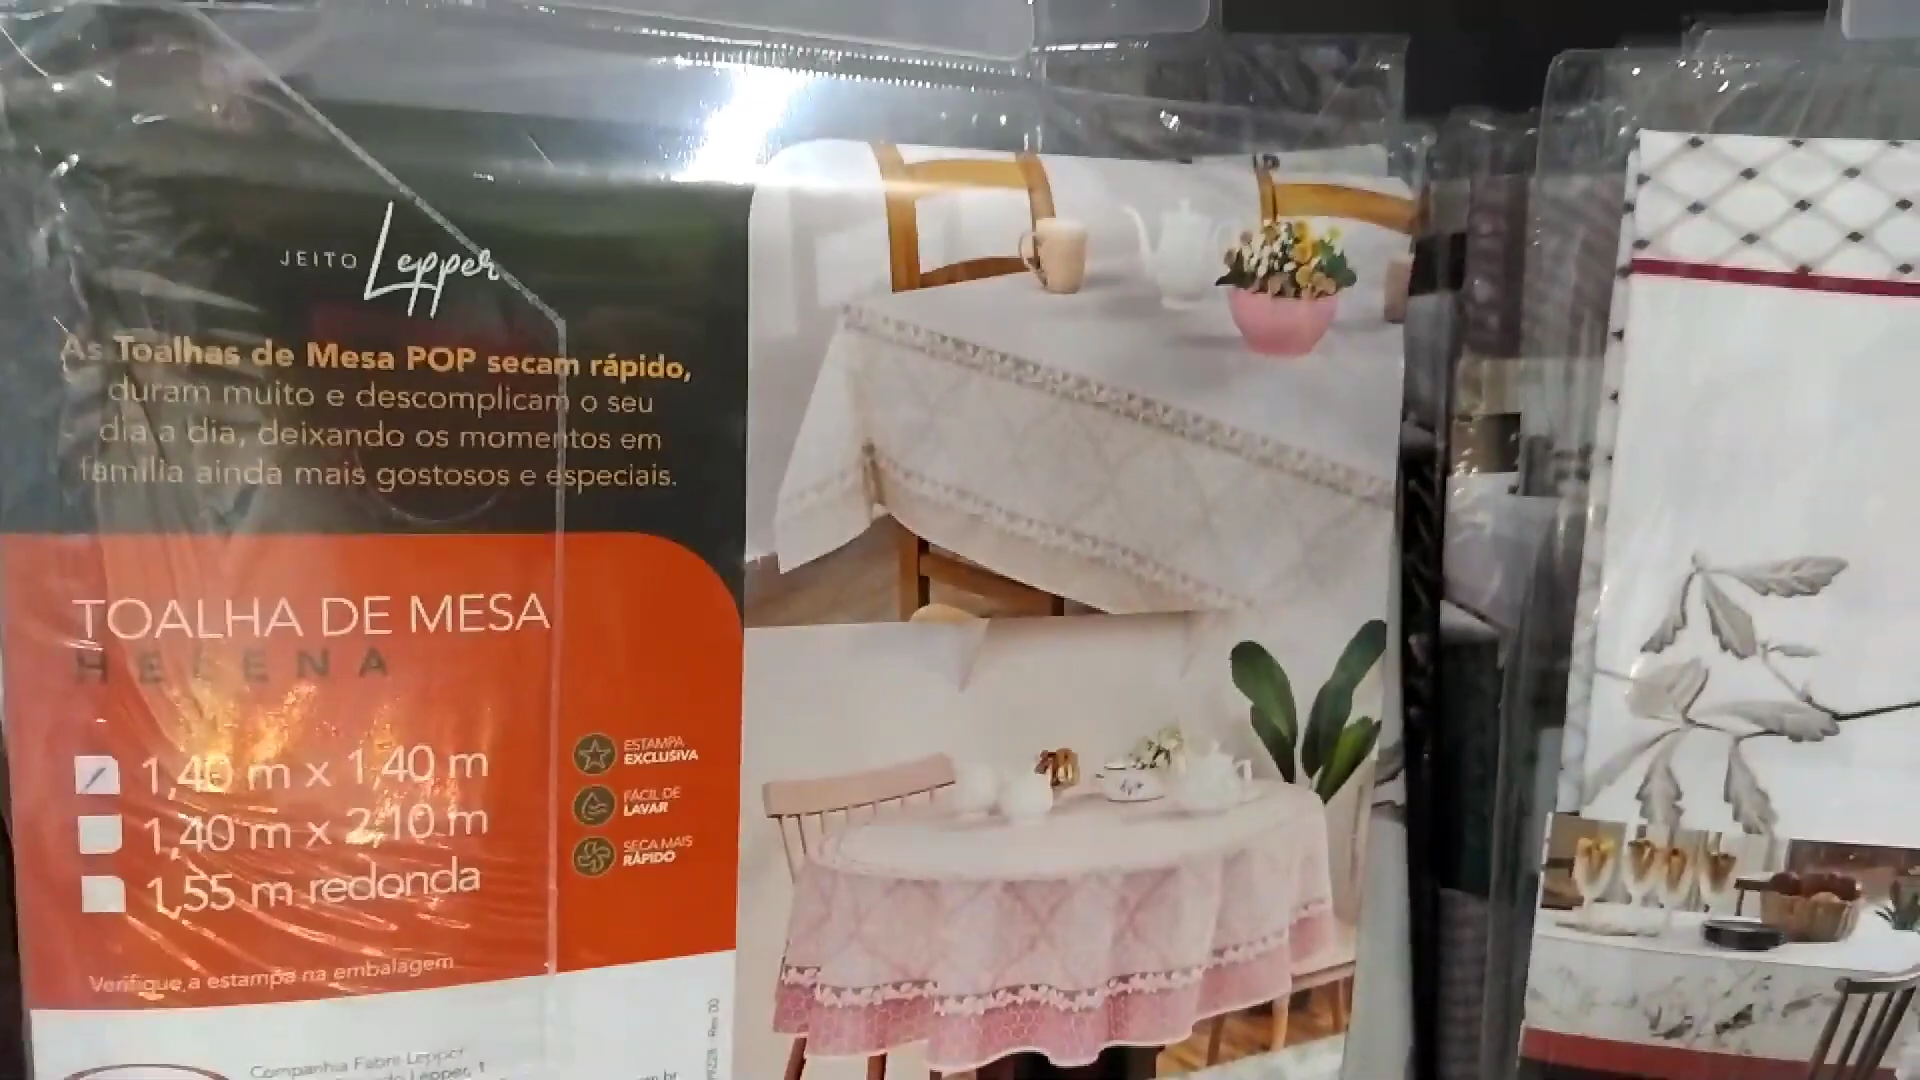 JEITO Lepper
As Toalhas de Mesa POP secam rápido,
duram muito e descomplicam o seu
dia a dia, deixando os momentos em
família ainda mais gostosos e especiais.
TOALHA DE MESA
HELENA
1,40 m x 1,40 m
1,40 m x 2,10 m
1,55 m redonda
ESTAMPA
EXCLUSIVA
FÁCIL DE
LAVAR
SECA MAIS
RÁPIDO
Verifique a estampa na embalagem
Companhia Fabril Lepper
Lepper, 1